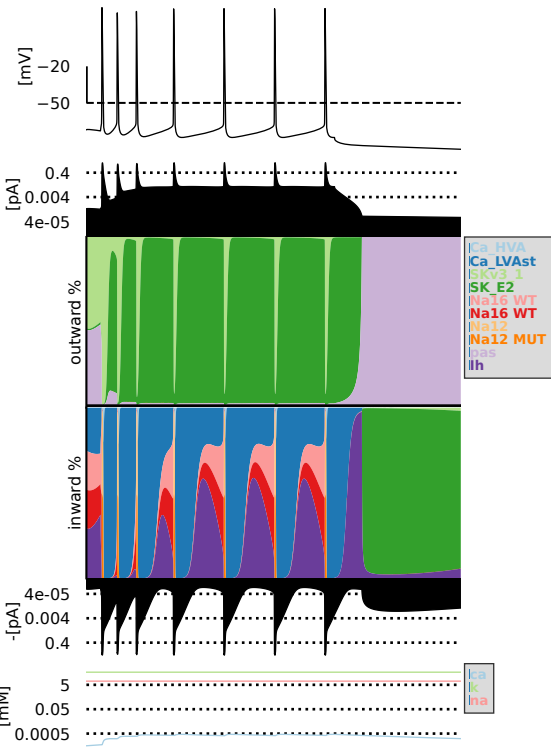 [mV]
−20
−50
[pA]
0.4
0.004
4e-05
outward %
Ca_HVA
Ca_LVAst
SKv3_1
SK_E2
Na16 WT
Na16 WT
Na12
Na12 MUT
pas
Ih
inward %
-[pA]
4e-05
0.004
0.4
[mM]
5
0.05
0.0005
ca
k
na